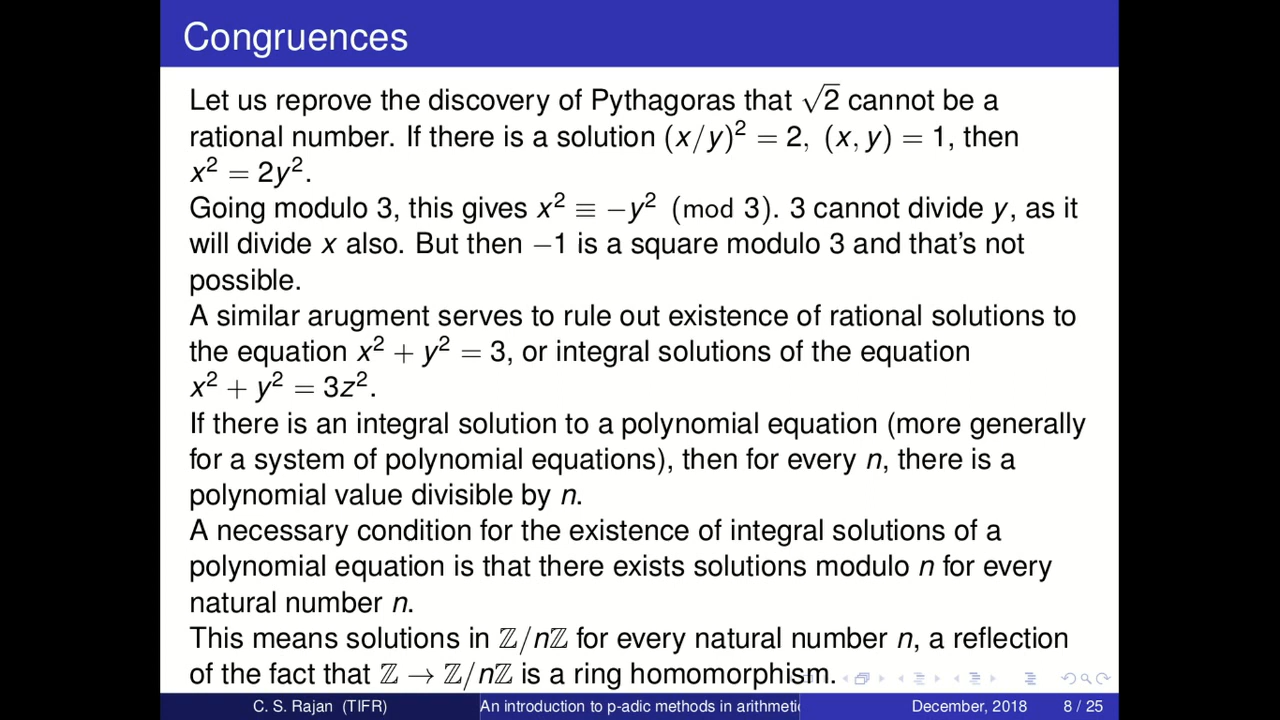 Congruences
Let us reprove the discovery of Pythagoras that √2 cannot be a
rational number. If there is a solution (x/y)² = 2, (x, y) = 1, then
x² = 2y².
Going modulo 3, this gives x² ≡ −y² (mod 3). 3 cannot divide y, as it
will divide x also. But then −1 is a square modulo 3 and that's not
possible.
A similar arugment serves to rule out existence of rational solutions to
the equation x² + y² = 3, or integral solutions of the equation
x² + y² = 3z².
If there is an integral solution to a polynomial equation (more generally
for a system of polynomial equations), then for every n, there is a
polynomial value divisible by n.
A necessary condition for the existence of integral solutions of a
polynomial equation is that there exists solutions modulo n for every
natural number n.
This means solutions in ℤ/nℤ for every natural number n, a reflection
of the fact that ℤ → ℤ/nℤ is a ring homomorphism.
C. S. Rajan (TIFR) An introduction to p-adic methods in arithmetic December, 2018 8 / 25